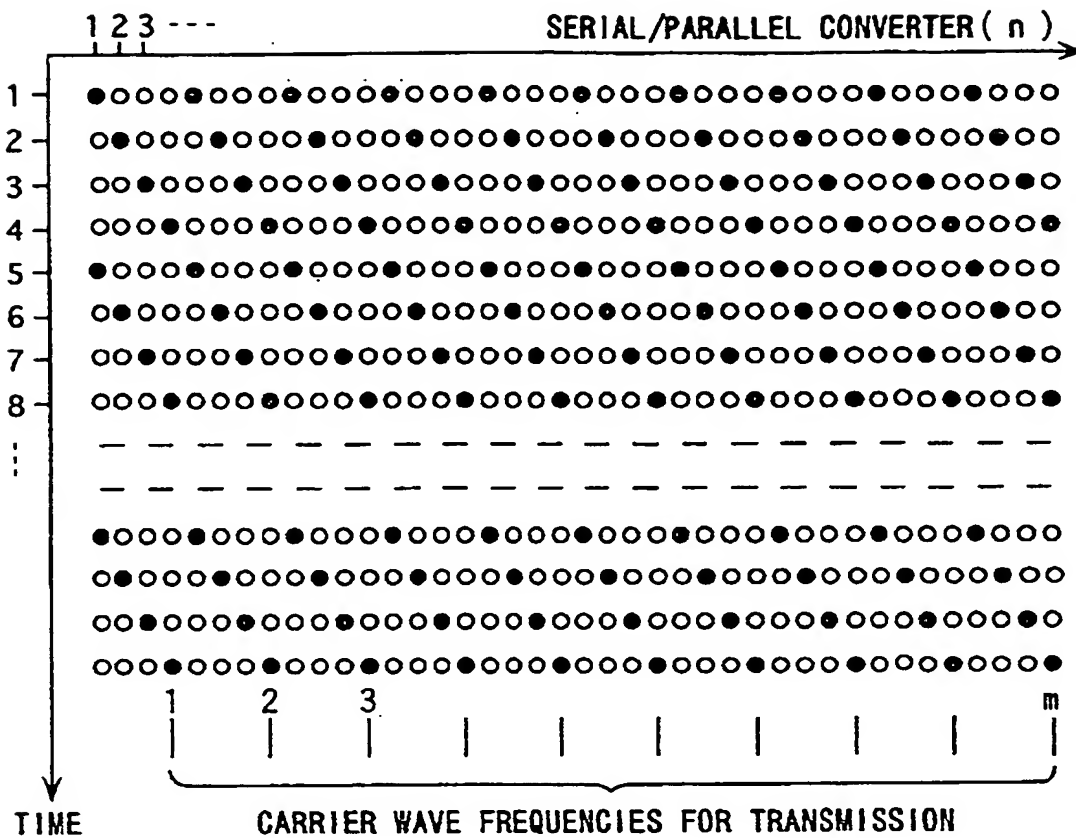 1 2 3 ---
SERIAL/PARALLEL CONVERTER ( n )
1
2
3
4
5
6
7
8
1
2
3
m
TIME
CARRIER WAVE FREQUENCIES FOR TRANSMISSION